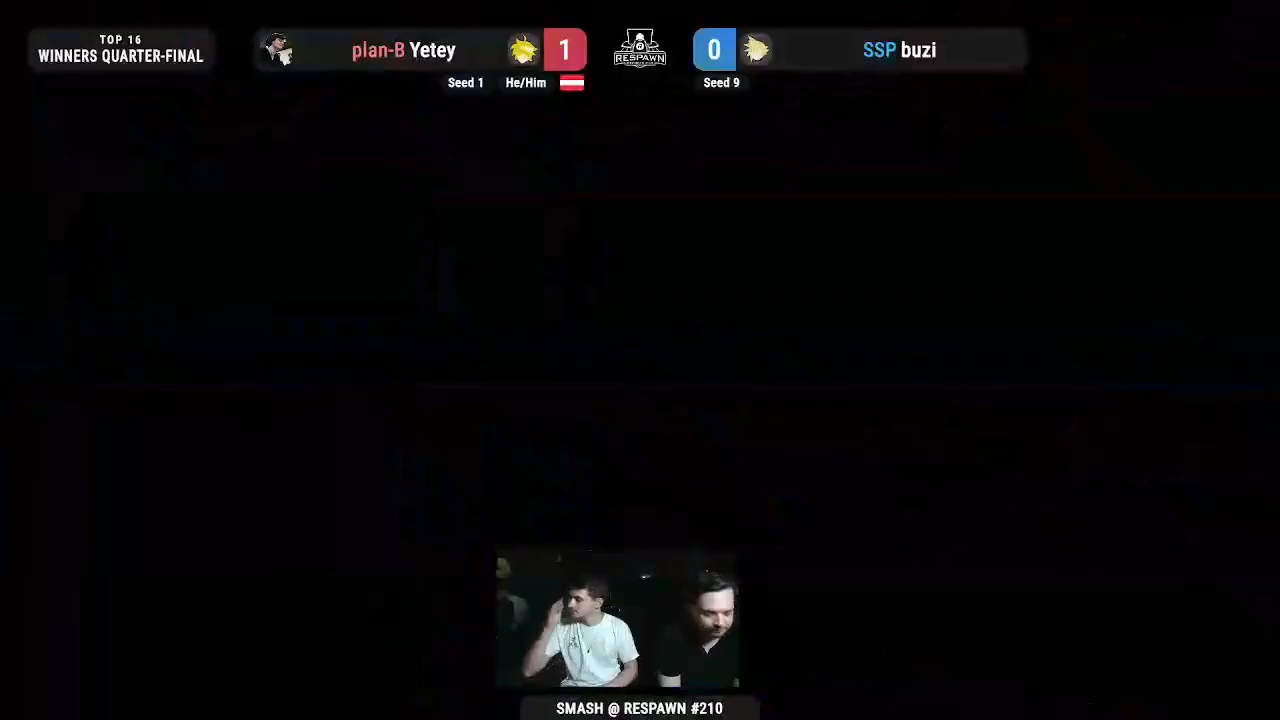 TOP 16
WINNERS QUARTER-FINAL
plan-B Yetey
1
RESPAWN
0
SSP buzi
Seed 1
He/Him
Seed 9
SMASH @ RESPAWN #210